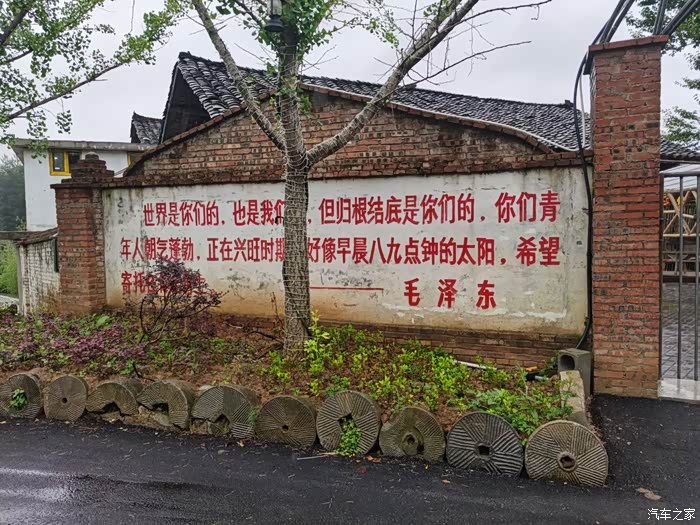 世界是你们的，也是我们，但归根结底是你们的，你们青
年人朝气蓬勃，正在兴旺时期好像早晨八九点钟的太阳，希望
寄托
——毛泽东
汽车之家